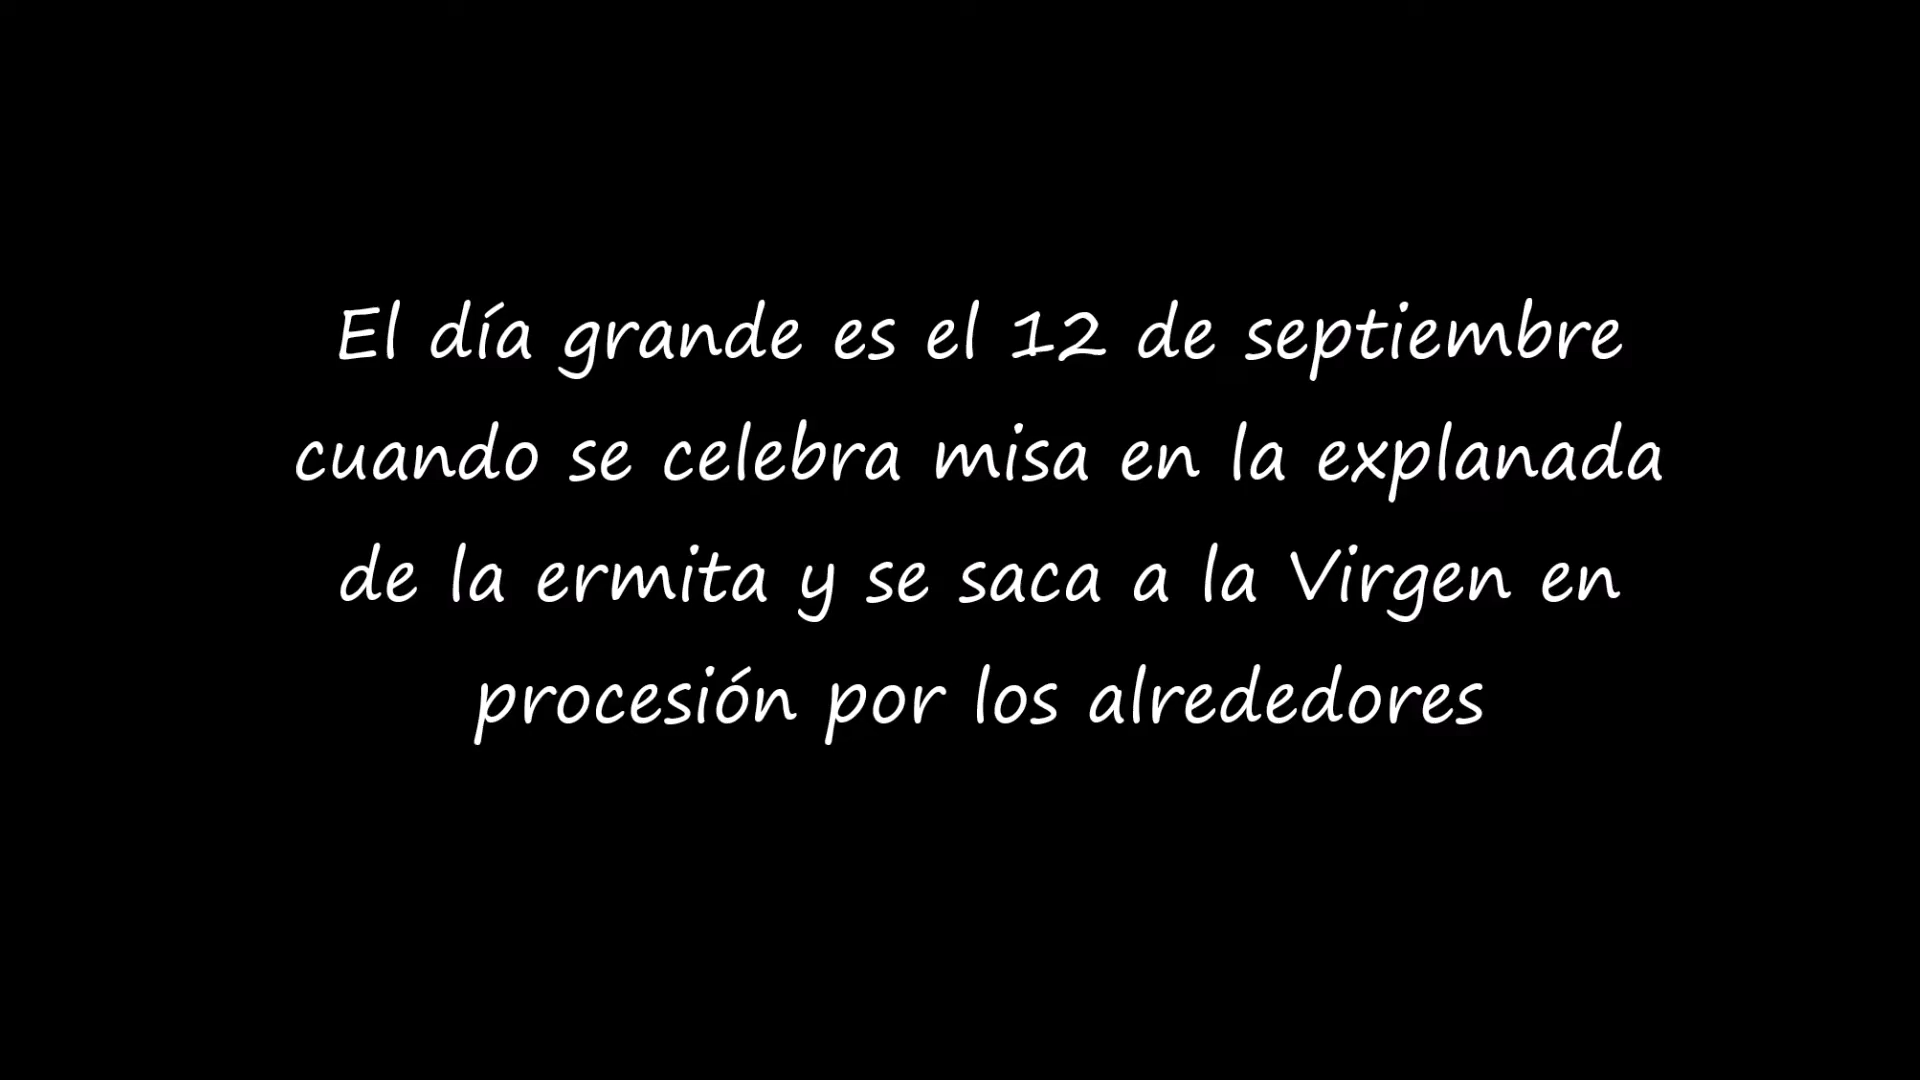 El día grande es el 12 de septiembre
cuando se celebra misa en la explanada
de la ermita y se saca a la Virgen en
procesión por los alrededores